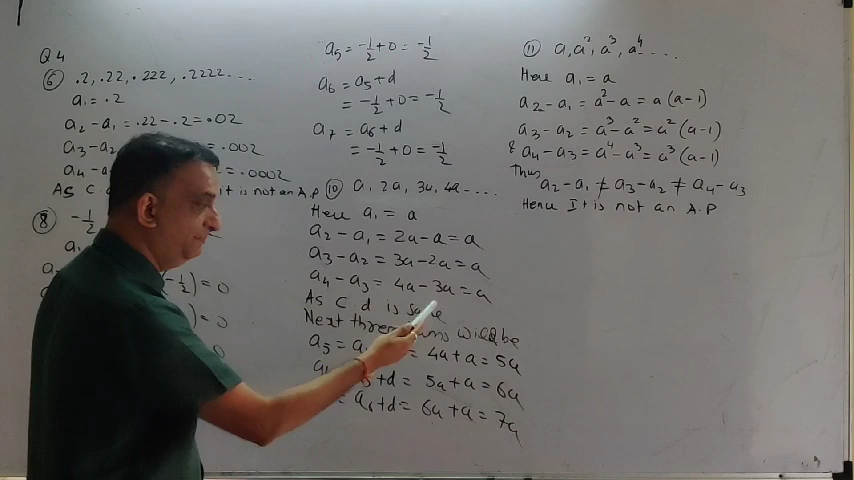 Q 4
(6) .2, .22, .222, .2222....
a₁ = .2
a₂ - a₁ = .22 - .2 = .02
a₃ - a₂ = .002
a₄ - a = .0002
AS C. it is not an A.P
(8) -1/2
a₁
(-1/2) = 0
) = 0
0
a₅ = -1/2 + 0 = -1/2
a₆ = a₅ + d
= -1/2 + 0 = -1/2
a₇ = a₆ + d
= -1/2 + 0 = -1/2
(10) a, 2a, 3a, 4a....
Here a₁ = a
a₂ - a₁ = 2a - a = a
a₃ - a₂ = 3a - 2a = a
a₄ - a₃ = 4a - 3a = a
As C.d is same
Next three will be
a₅ = a = 4a + a = 5a
+ d = 5a + a = 6a
= a₆ + d = 6a + a = 7a
(11) a, a², a³, a⁴....
Here a₁ = a
a₂ - a₁ = a² - a = a(a-1)
a₃ - a₂ = a³ - a² = a²(a-1)
& a₄ - a₃ = a⁴ - a³ = a³(a-1)
Thus
a₂ - a₁ ≠ a₃ - a₂ ≠ a₄ - a₃
Hence It is not an A.P